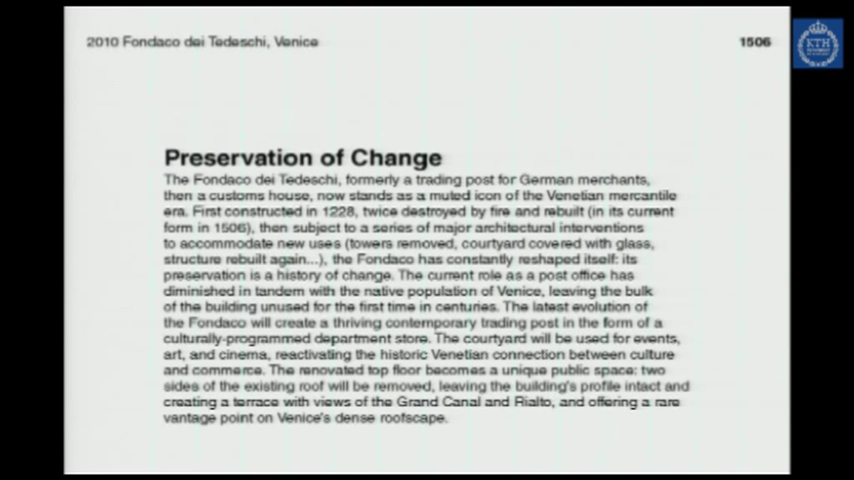 2010 Fondaco dei Tedeschi, Venice
1506
KTH
Preservation of Change
The Fondaco dei Tedeschi, formerly a trading post for German merchants,
then a customs house, now stands as a muted icon of the Venetian mercantile
era. First constructed in 1228, twice destroyed by fire and rebuilt (in its current
form in 1506), then subject to a series of major architectural interventions
to accommodate new uses (towers removed, courtyard covered with glass,
structure rebuilt again...), the Fondaco has constantly reshaped itself: its
preservation is a history of change. The current role as a post office has
diminished in tandem with the native population of Venice, leaving the bulk
of the building unused for the first time in centuries. The latest evolution of
the Fondaco will create a thriving contemporary trading post in the form of a
culturally-programmed department store. The courtyard will be used for events,
art, and cinema, reactivating the historic Venetian connection between culture
and commerce. The renovated top floor becomes a unique public space: two
sides of the existing roof will be removed, leaving the building's profile intact and
creating a terrace with views of the Grand Canal and Rialto, and offering a rare
vantage point on Venice's dense roofscape.